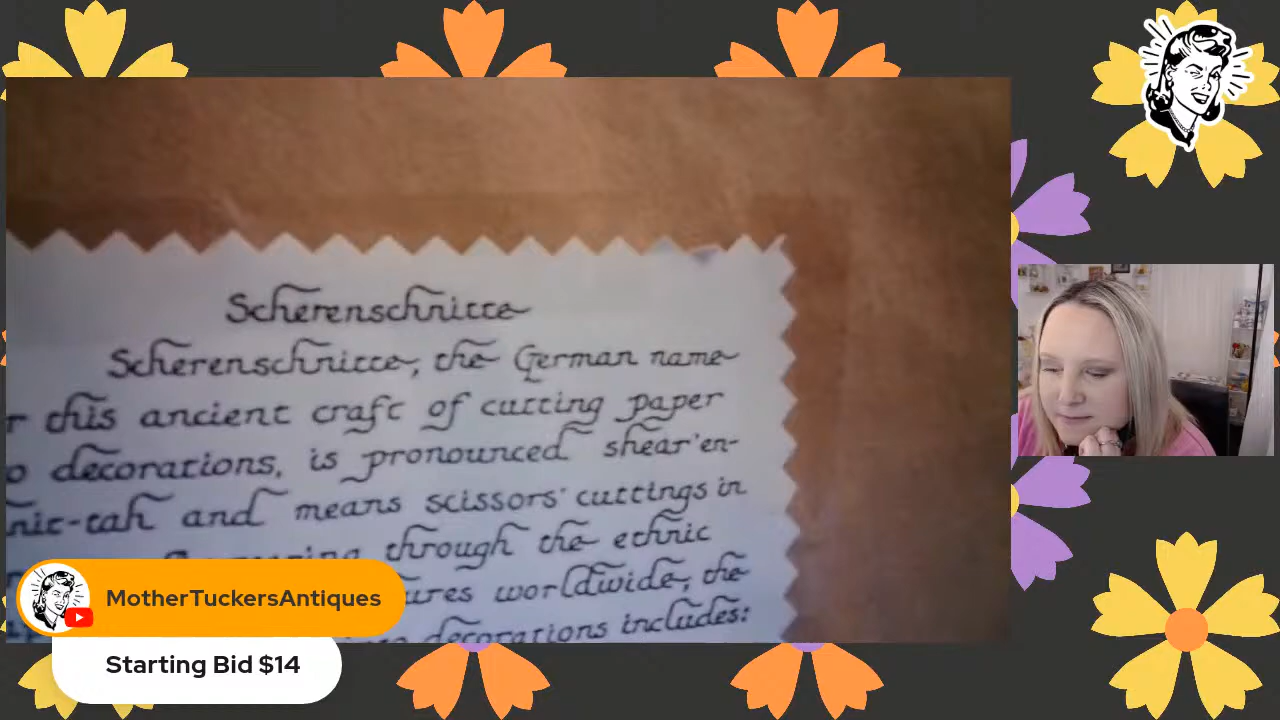 Scherenschnitte
Scherenschnitte, the German name
this ancient craft of cutting paper
decorations, is pronounced shear'en-
nit-tah and means scissors' cuttings in
through the ethnic
worldwide, the
decorations includes:
MotherTuckersAntiques
Starting Bid $14